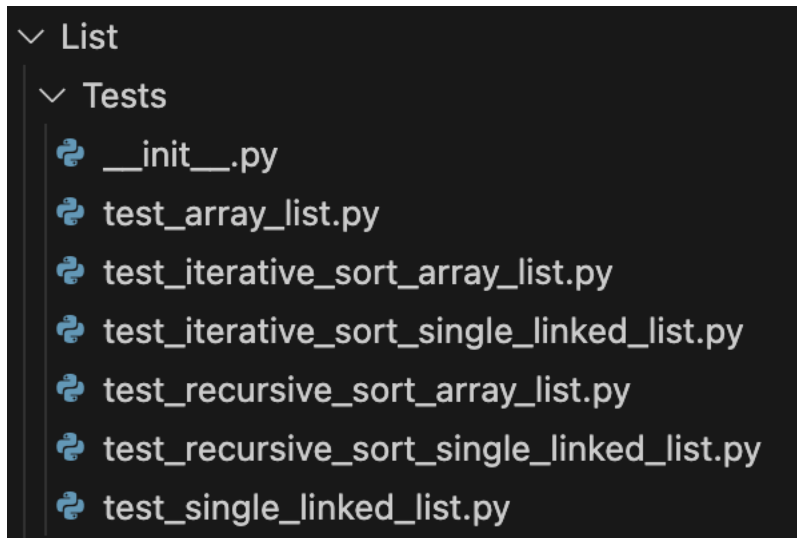 List
Tests
__init__.py
test_array_list.py
test_iterative_sort_array_list.py
test_iterative_sort_single_linked_list.py
test_recursive_sort_array_list.py
test_recursive_sort_single_linked_list.py
test_single_linked_list.py